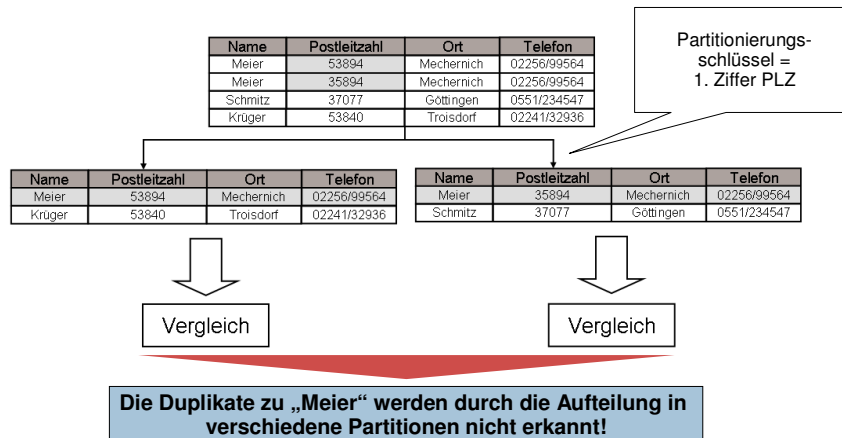 Name Postleitzahl Ort Telefon
Meier 53894 Mechernich 02256/99564
Meier 35894 Mechernich 02256/99564
Schmitz 37077 Göttingen 0551/234547
Krüger 53840 Troisdorf 02241/32936
Partitionierungs-
schlüssel =
1. Ziffer PLZ
Name Postleitzahl Ort Telefon
Meier 53894 Mechernich 02256/99564
Krüger 53840 Troisdorf 02241/32936
Name Postleitzahl Ort Telefon
Meier 35894 Mechernich 02256/99564
Schmitz 37077 Göttingen 0551/234547
Vergleich
Vergleich
Die Duplikate zu „Meier“ werden durch die Aufteilung in
verschiedene Partitionen nicht erkannt!